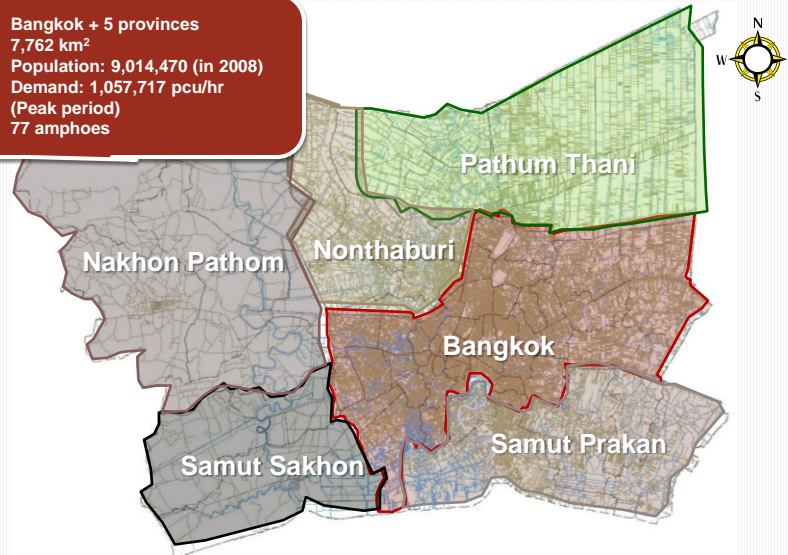 Bangkok + 5 provinces
7,762 km²
Population: 9,014,470 (in 2008)
Demand: 1,057,717 pcu/hr
(Peak period)
77 amphoes
N
W
S
Pathum Thani
Nonthaburi
Nakhon Pathom
Bangkok
Samut Prakan
Samut Sakhon